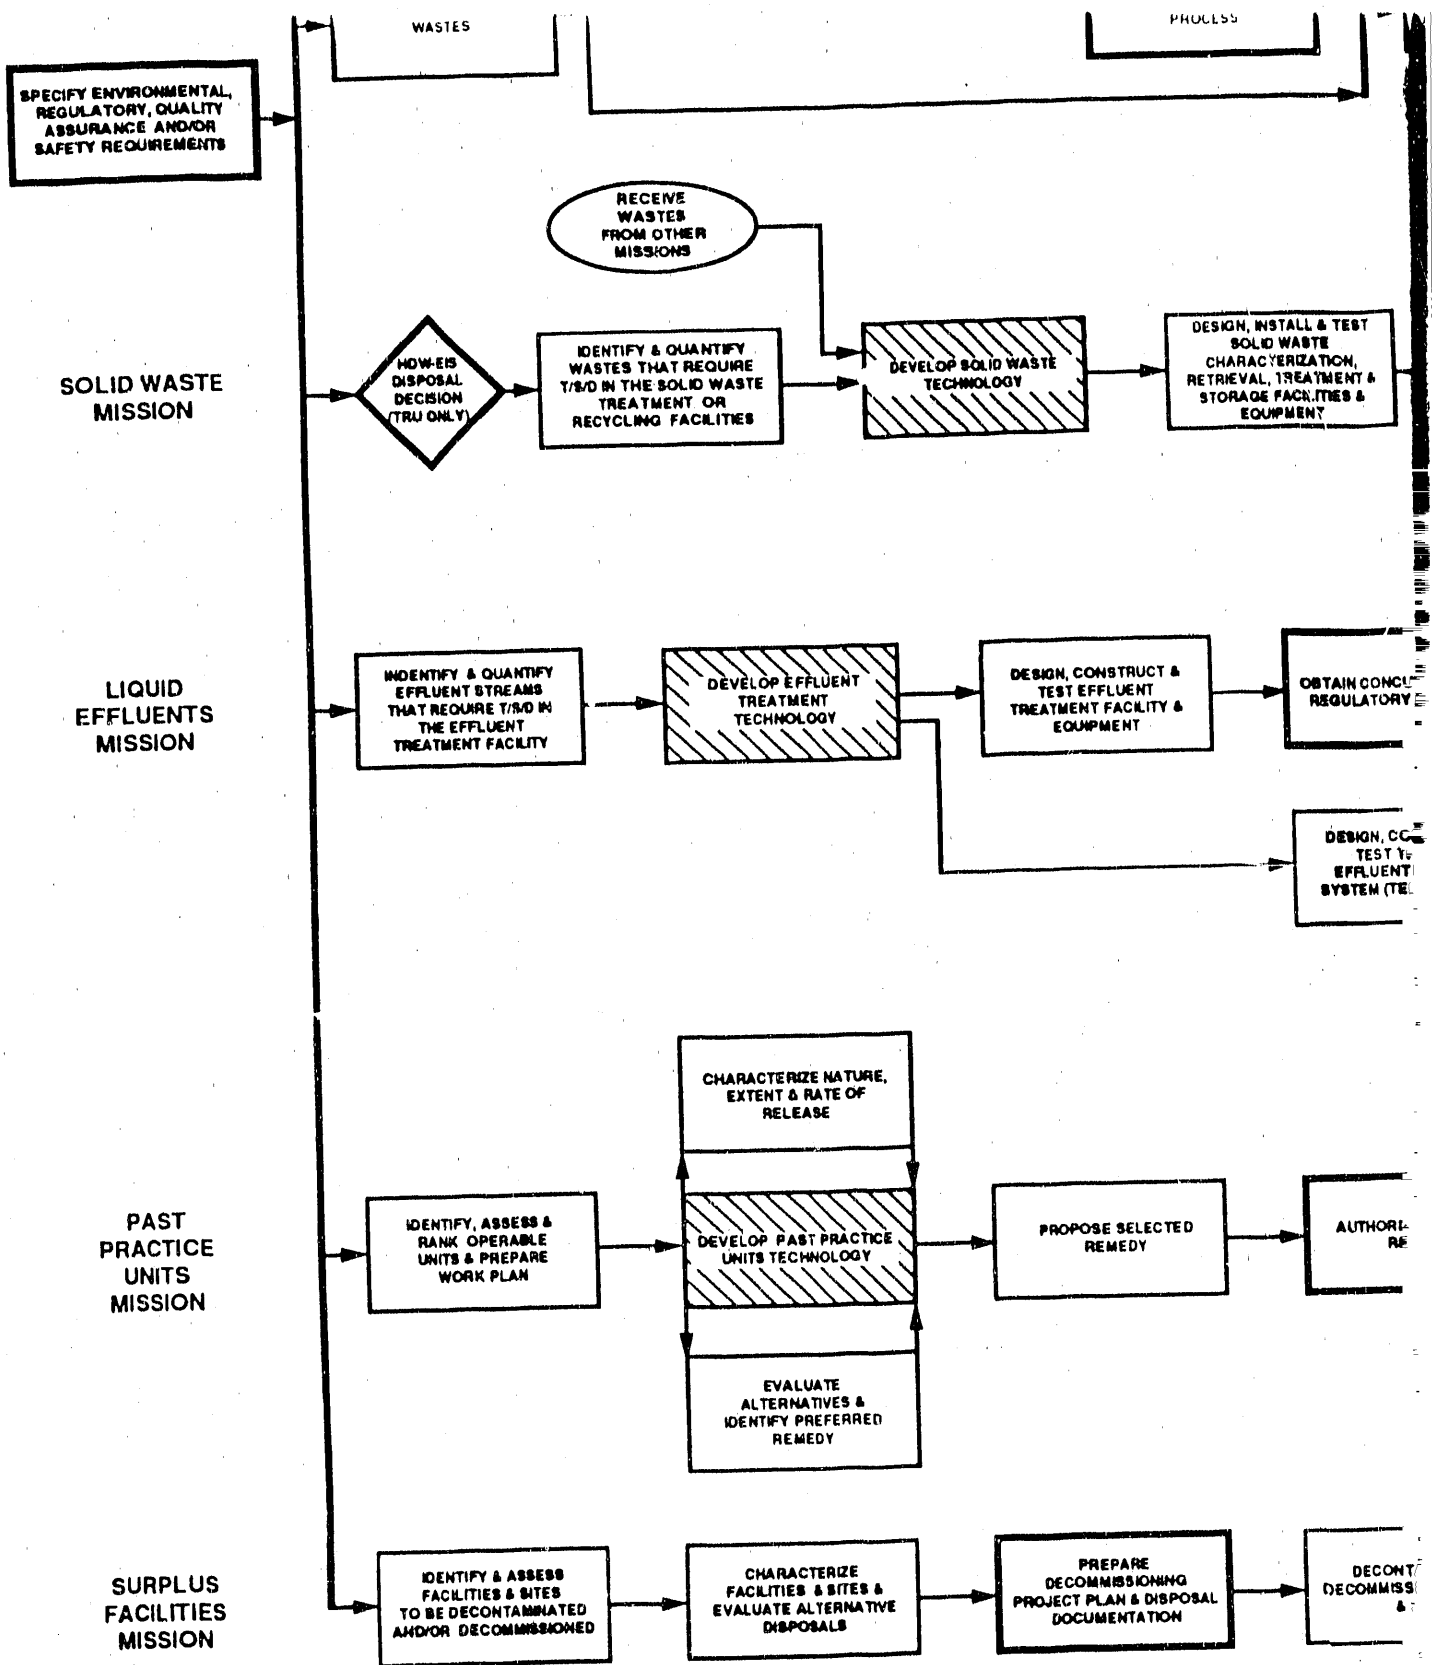 WASTES
PROCESS
SPECIFY ENVIRONMENTAL,
REGULATORY, QUALITY
ASSURANCE AND/OR
SAFETY REQUIREMENTS
RECEIVE
WASTES
FROM OTHER
MISSIONS
SOLID WASTE
MISSION
HDW-EIS
DISPOSAL
DECISION
(TRU ONLY)
IDENTIFY & QUANTIFY
WASTES THAT REQUIRE
T/S/D IN THE SOLID WASTE
TREATMENT OR
RECYCLING FACILITIES
DEVELOP SOLID WASTE
TECHNOLOGY
DESIGN, INSTALL & TEST
SOLID WASTE
CHARACTERIZATION,
RETRIEVAL, TREATMENT &
STORAGE FACILITIES &
EQUIPMENT
LIQUID
EFFLUENTS
MISSION
INDENTIFY & QUANTIFY
EFFLUENT STREAMS
THAT REQUIRE T/S/D IN
THE EFFLUENT
TREATMENT FACILITY
DEVELOP EFFLUENT
TREATMENT
TECHNOLOGY
DESIGN, CONSTRUCT &
TEST EFFLUENT
TREATMENT FACILITY &
EQUIPMENT
OBTAIN
REGULATORY
DESIGN,
TEST
EFFLUENT
SYSTEM
PAST
PRACTICE
UNITS
MISSION
CHARACTERIZE NATURE,
EXTENT & RATE OF
RELEASE
IDENTIFY, ASSESS &
RANK OPERABLE
UNITS & PREPARE
WORK PLAN
DEVELOP PAST PRACTICE
UNITS TECHNOLOGY
PROPOSE SELECTED
REMEDY
EVALUATE
ALTERNATIVES &
IDENTIFY PREFERRED
REMEDY
SURPLUS
FACILITIES
MISSION
IDENTIFY & ASSESS
FACILITIES & SITES
TO BE DECONTAMINATED
AND/OR DECOMMISSIONED
CHARACTERIZE
FACILITIES & SITES &
EVALUATE ALTERNATIVE
DISPOSALS
PREPARE
DECOMMISSIONING
PROJECT PLAN & DISPOSAL
DOCUMENTATION
&